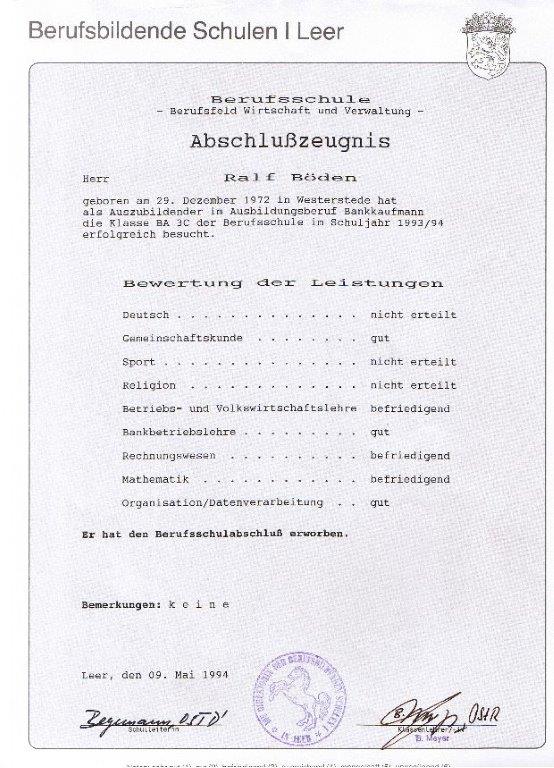 Berufsbildende Schulen I Leer
Berufsschule
- Berufsfeld Wirtschaft und Verwaltung -
Abschlußzeugnis
Herr Ralf Böden
geboren am 29. Dezember 1972 in Westerstede hat
als Auszubildender im Ausbildungsberuf Bankkaufmann
die Klasse BA 3C der Berufsschule im Schuljahr 1993/94
erfolgreich besucht.
Bewertung der Leistungen
Deutsch . . . . . . . . . . . . . . nicht erteilt
Gemeinschaftskunde . . . . . . . . gut
Sport . . . . . . . . . . . . . . . nicht erteilt
Religion . . . . . . . . . . . . . nicht erteilt
Betriebs- und Volkswirtschaftslehre befriedigend
Bankbetriebslehre . . . . . . . . . gut
Rechnungswesen . . . . . . . . . . befriedigend
Mathematik . . . . . . . . . . . . befriedigend
Organisation/Datenverarbeitung . . gut
Er hat den Berufsschulabschluß erworben.
Bemerkungen: k e i n e
Leer, den 09. Mai 1994
Begemann, OSTD'
Schulleiterin
OStR
Klassenlehrer/-in
B. Meyer